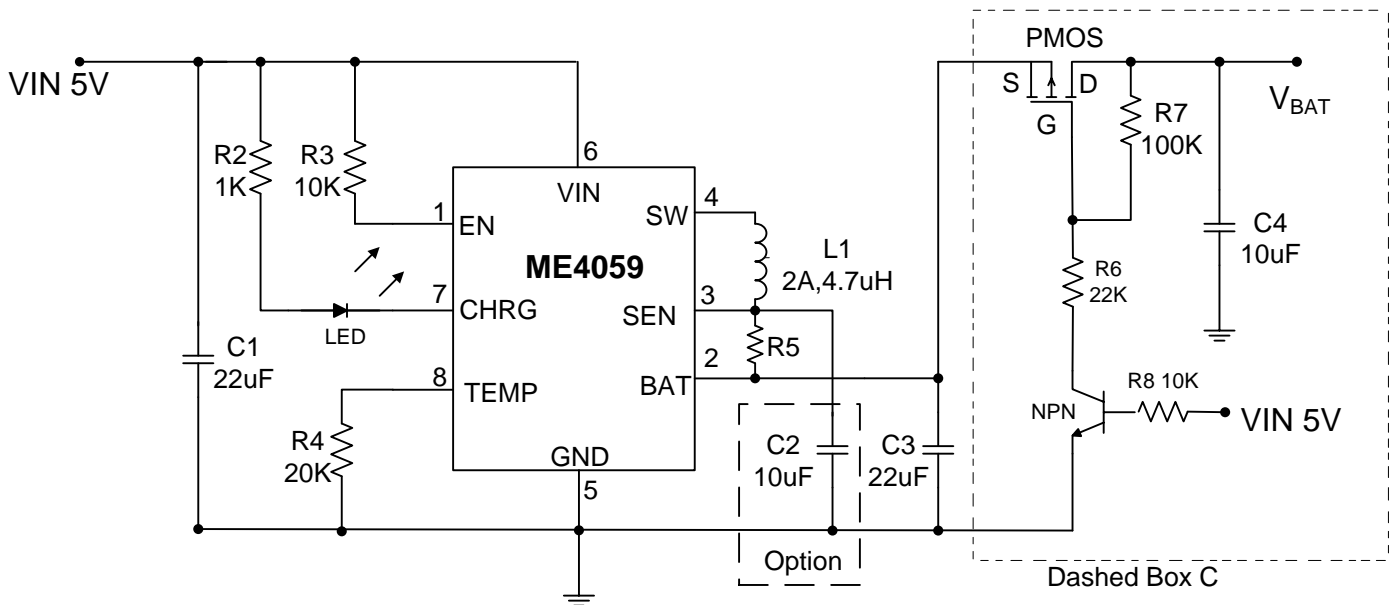 PMOS
VIN 5V
S
D
G
R7
100K
VBAT
R2
1K
R3
10K
6
VIN
4
SW
1
EN
C4
10uF
L1
2A,4.7uH
ME4059
R6
22K
3
SEN
7
CHRG
LED
R5
C1
22uF
2
BAT
8
TEMP
R8 10K
NPN
VIN 5V
R4
20K
GND
5
C2
10uF
C3
22uF
Option
Dashed Box C